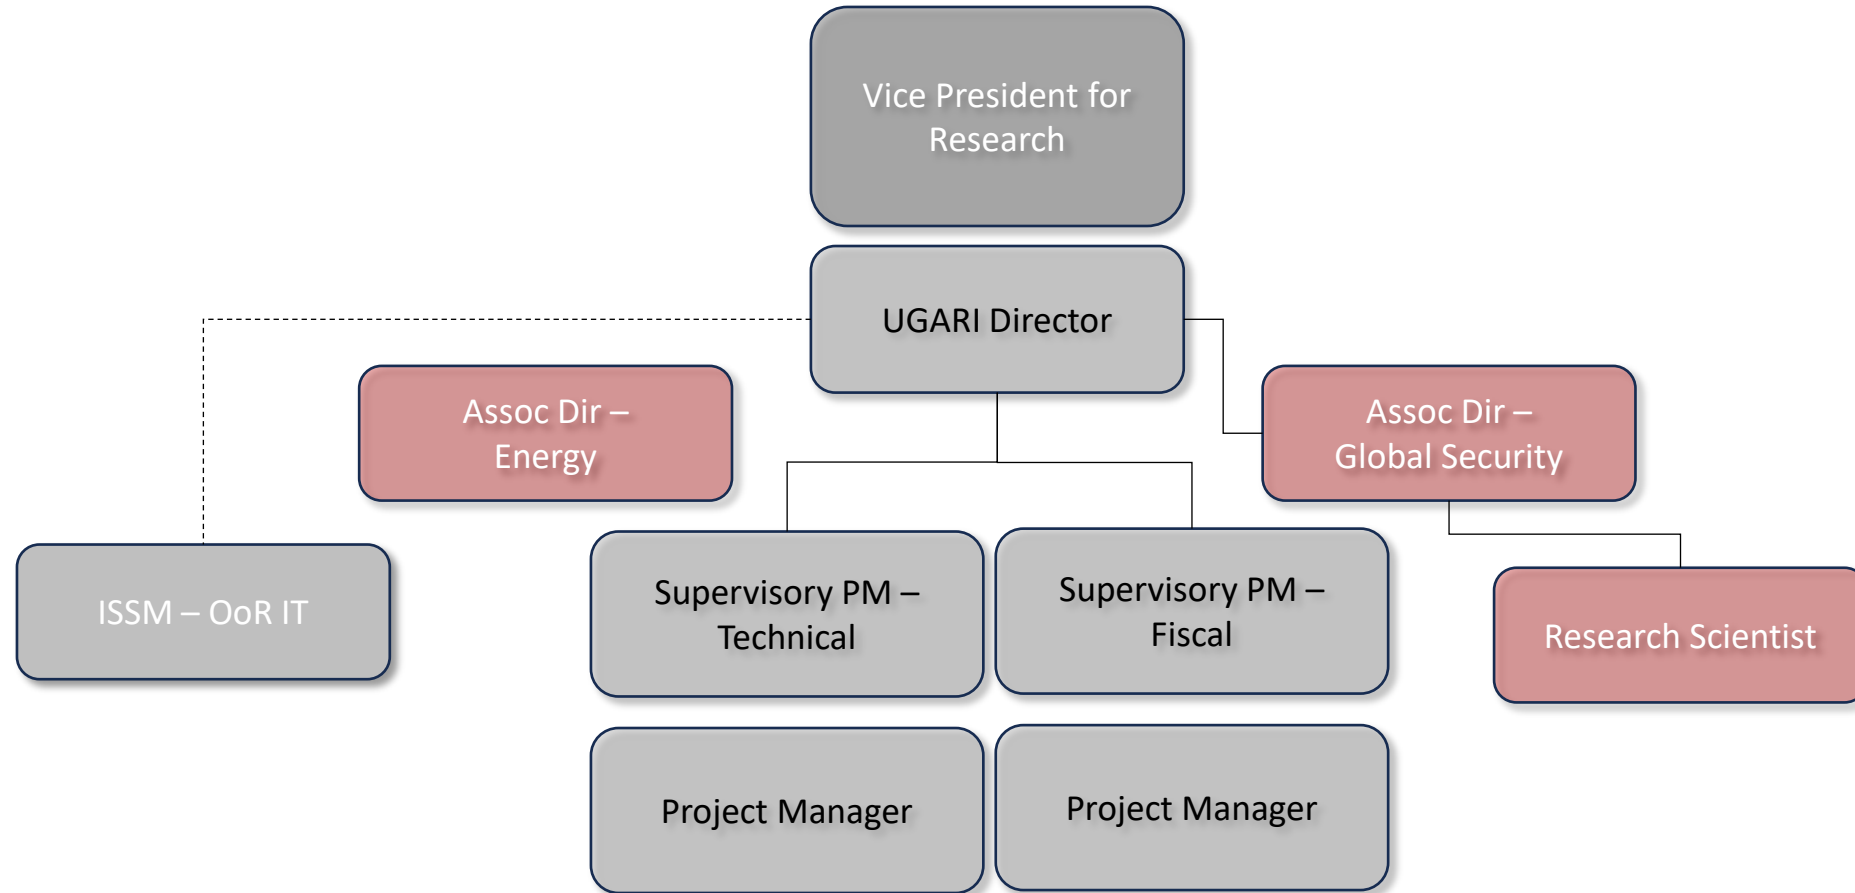 Vice President for
Research
UGARI Director
Assoc Dir –
Energy
Assoc Dir –
Global Security
ISSM – OoR IT
Supervisory PM –
Technical
Supervisory PM –
Fiscal
Research Scientist
Project Manager
Project Manager